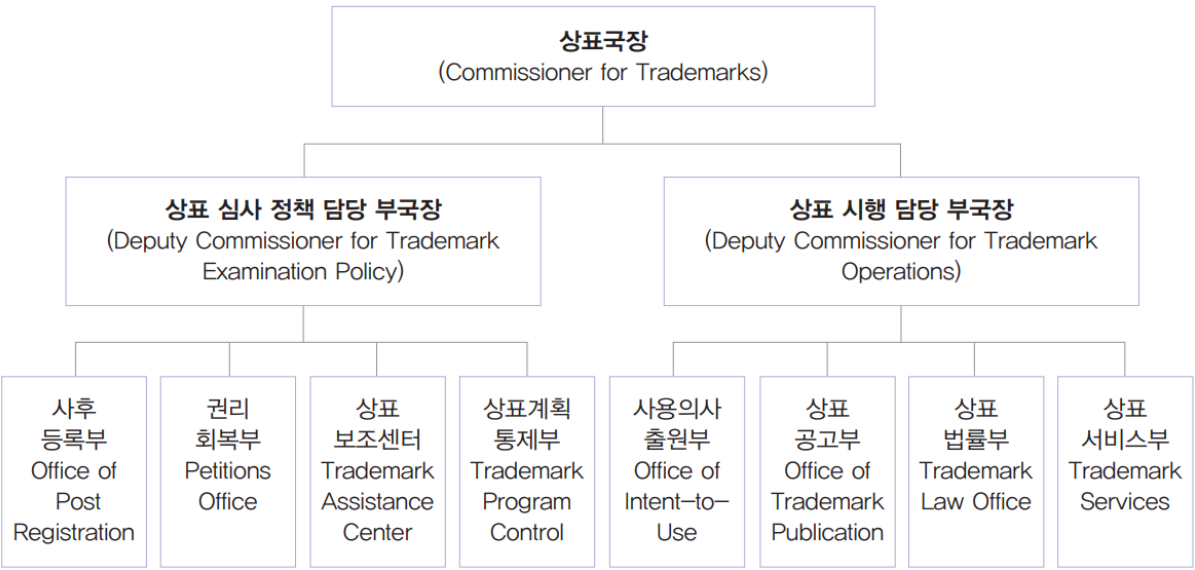 상표국장
(Commissioner for Trademarks)
상표 심사 정책 담당 부국장
(Deputy Commissioner for Trademark
Examination Policy)
상표 시행 담당 부국장
(Deputy Commissioner for Trademark
Operations)
사후
등록부
Office of
Post
Registration
권리
회복부
Petitions
Office
상표
보조센터
Trademark
Assistance
Center
상표계획
통제부
Trademark
Program
Control
사용의사
출원부
Office of
Intent-to-
Use
상표
공고부
Office of
Trademark
Publication
상표
법률부
Trademark
Law Office
상표
서비스부
Trademark
Services